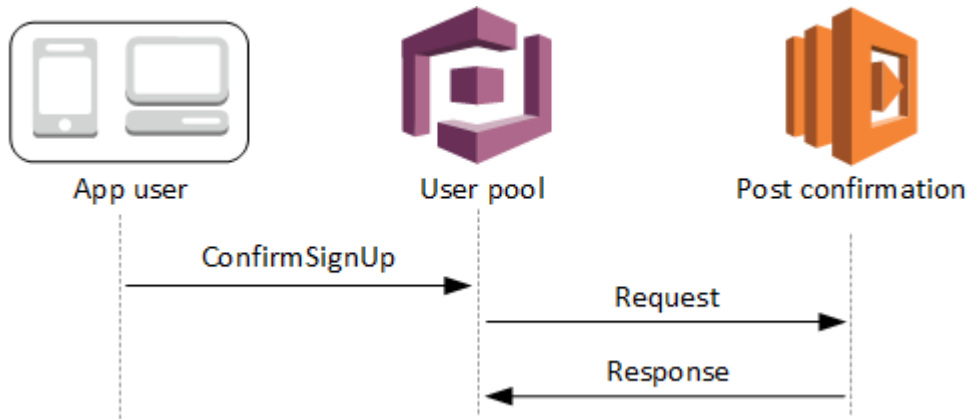 App user
User pool
Post confirmation
ConfirmSignUp
Request
Response